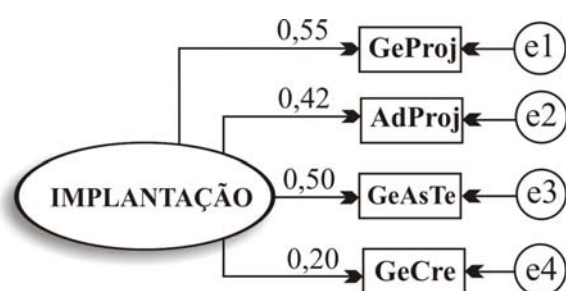 0,55 GeProj e1
0,42 AdProj e2
IMPLANTAÇÃO 0,50 GeAsTe e3
0,20 GeCre e4